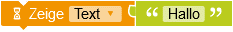 Zeige Text ▾ “ Hallo ”